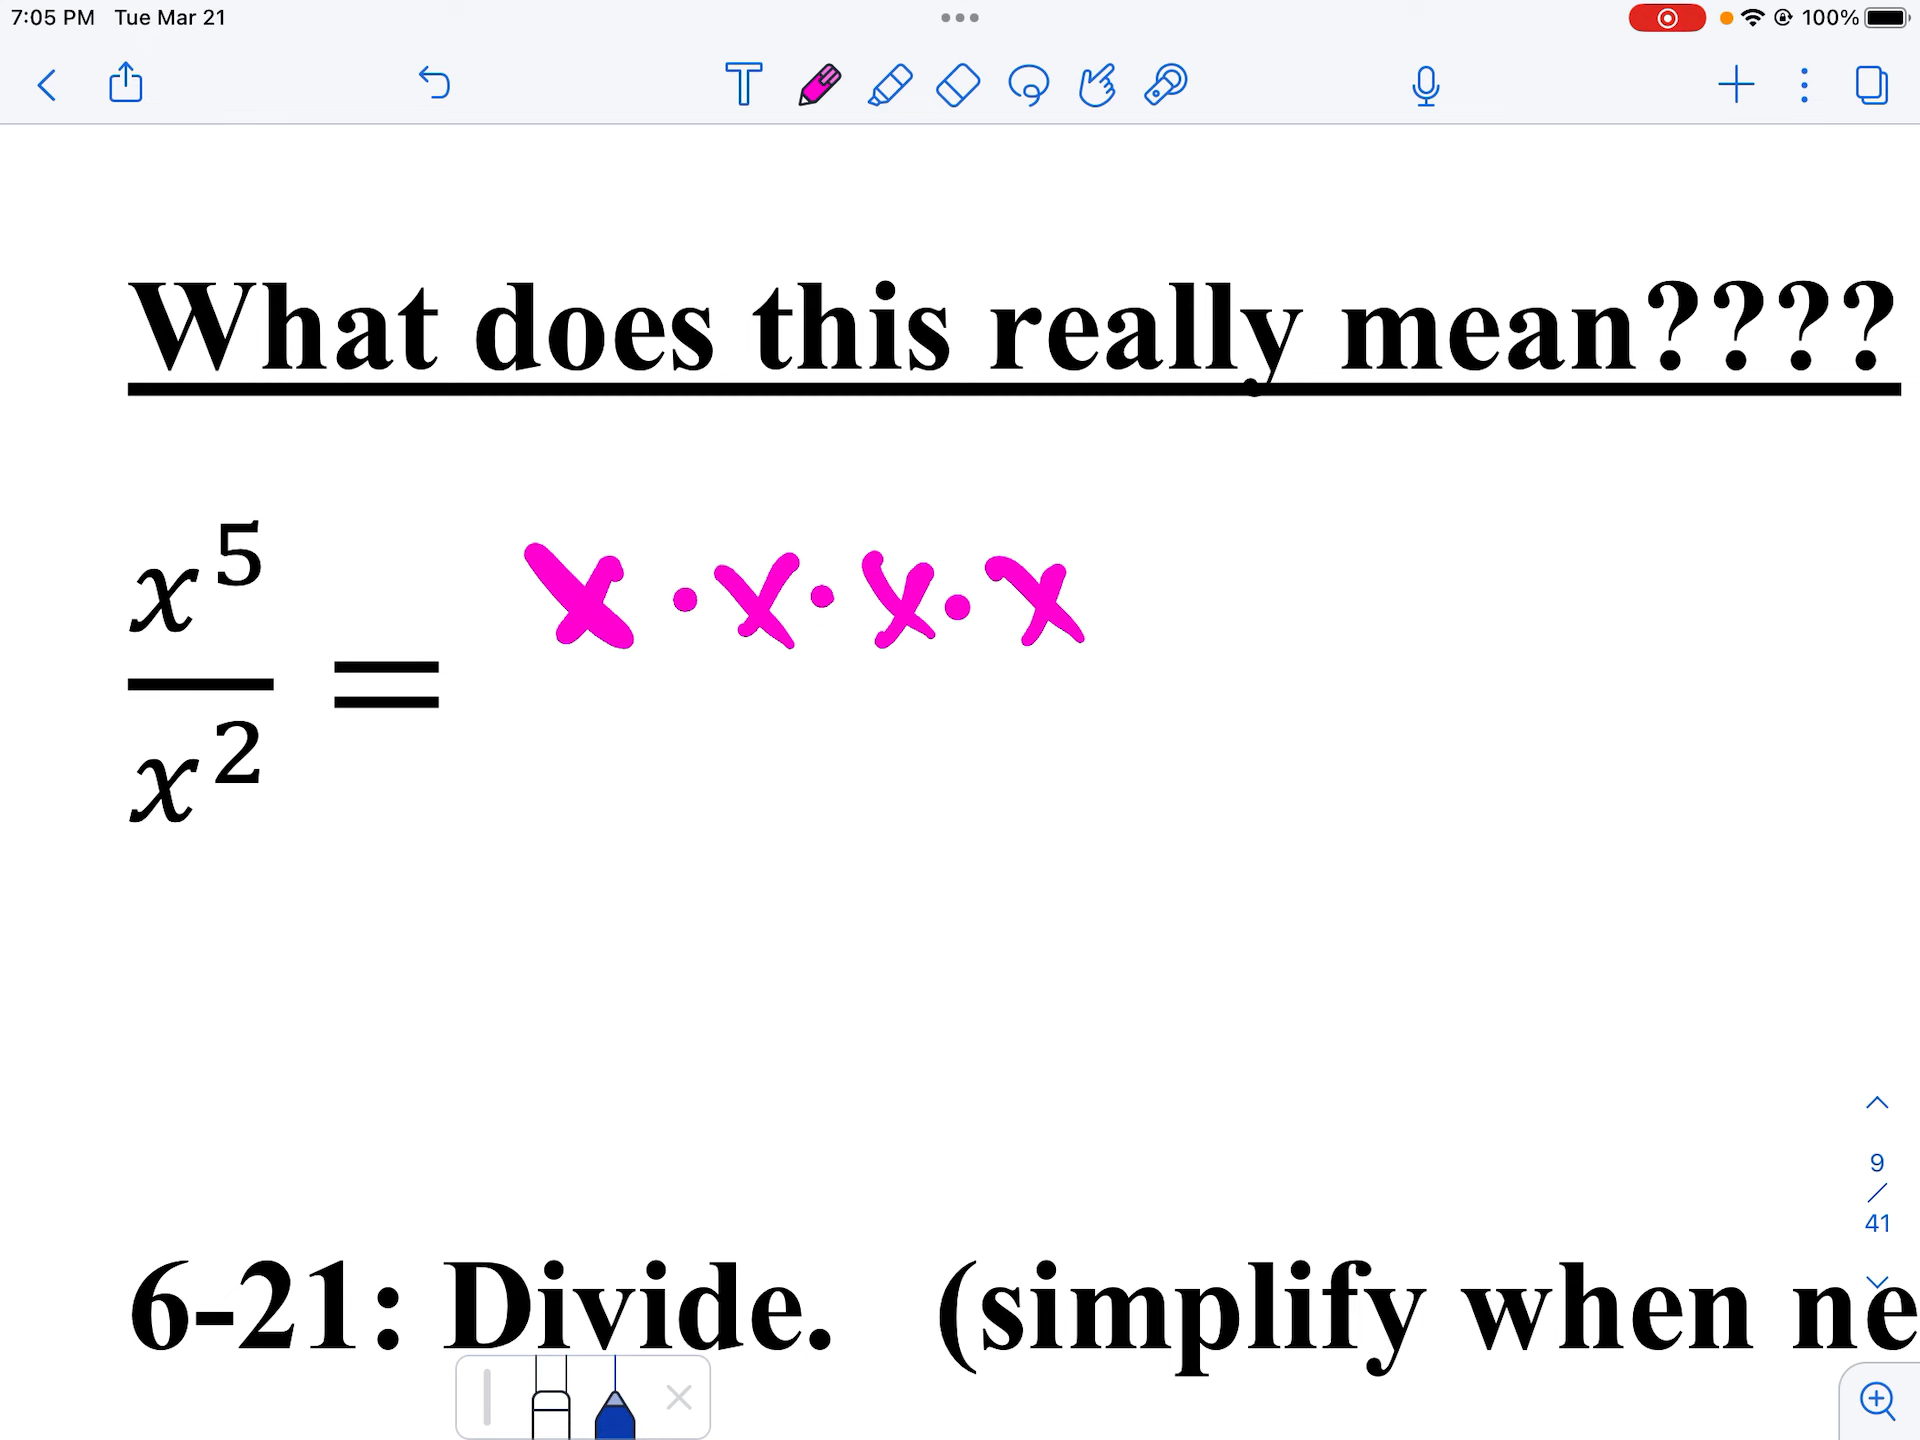 7:05 PM Tue Mar 21
100%
T
What does this really mean????
x^5 / x^2 = x · x · x · x
9
/
41
6-21: Divide. (simplify when ne